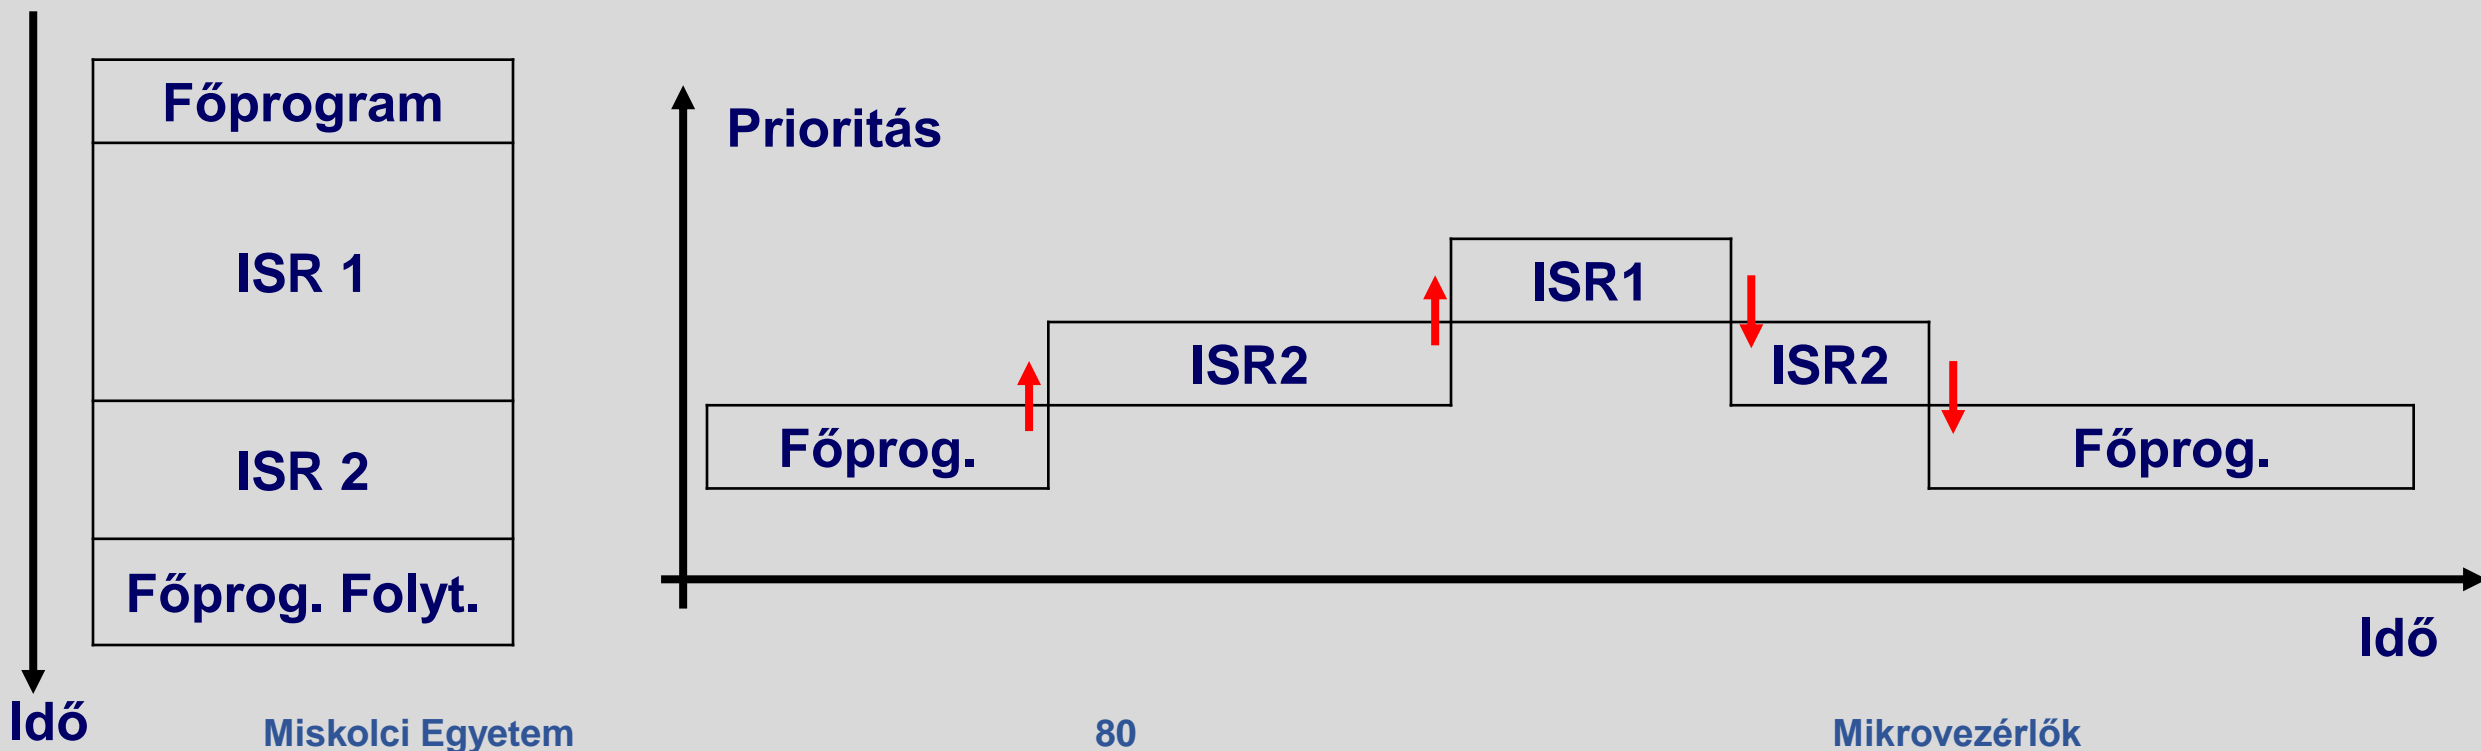 Főprogram
ISR 1
ISR 2
Főprog. Folyt.
Idő
Prioritás
ISR1
ISR2
ISR2
Főprog.
Főprog.
Idő
Miskolci Egyetem
80
Mikrovezérlők